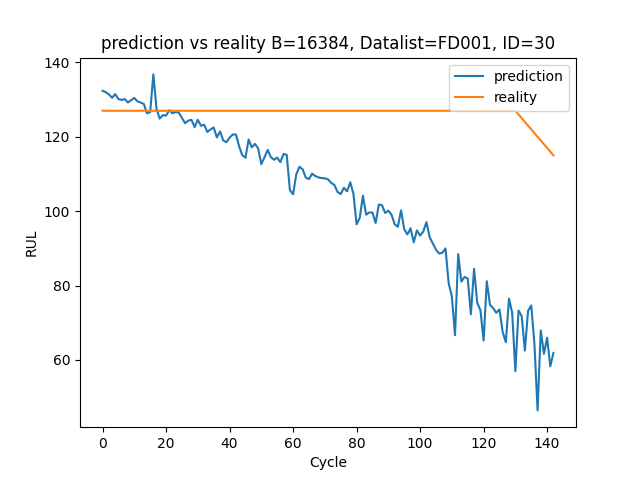 prediction vs reality B=16384, Datalist=FD001, ID=30
prediction
reality
RUL
140
120
100
80
60
0 20 40 60 80 100 120 140
Cycle